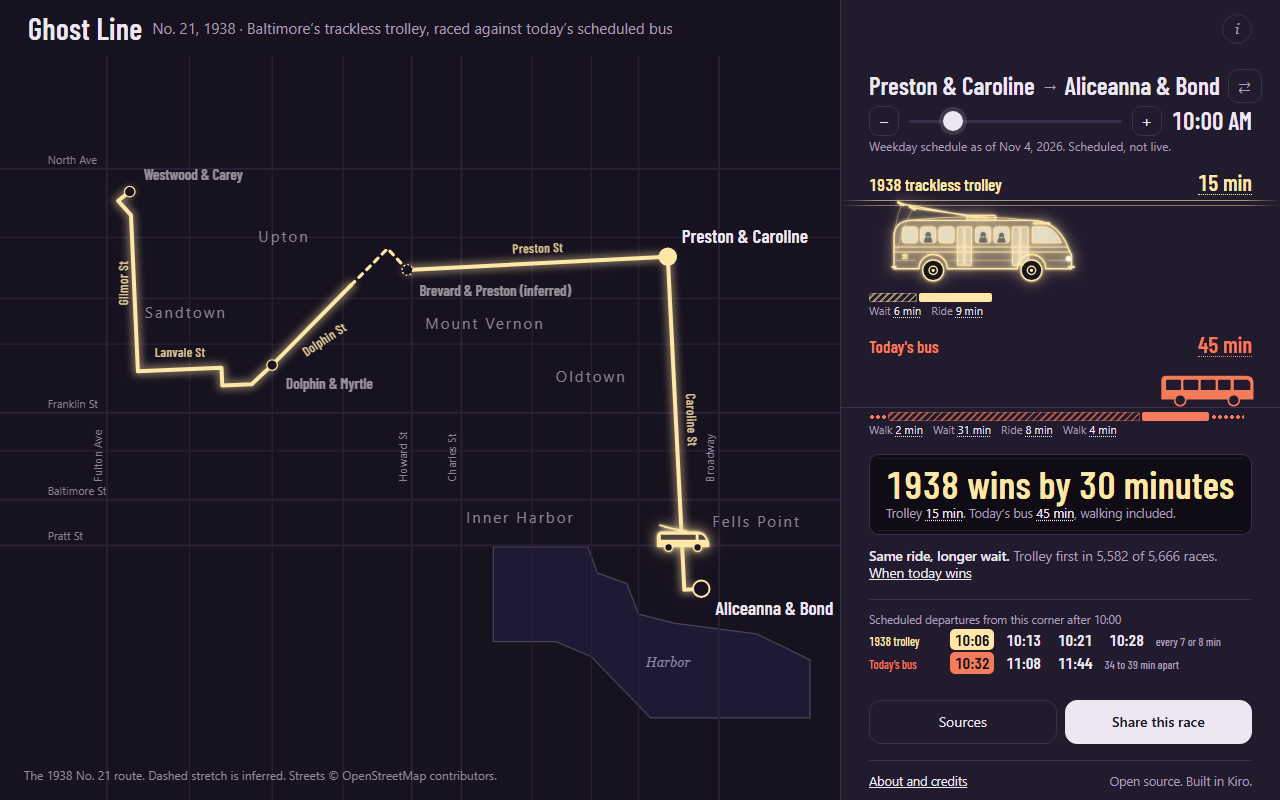 Ghost Line No. 21, 1938 · Baltimore’s trackless trolley, raced against today’s scheduled bus
i
Preston & Caroline → Aliceanna & Bond ⇄
− + 10:00 AM
Weekday schedule as of Nov 4, 2026. Scheduled, not live.
1938 trackless trolley 15 min
21
Wait 6 min Ride 9 min
Today's bus 45 min
Walk 2 min Wait 31 min Ride 8 min Walk 4 min
1938 wins by 30 minutes
Trolley 15 min. Today’s bus 45 min, walking included.
Same ride, longer wait. Trolley first in 5,582 of 5,666 races.
When today wins
Scheduled departures from this corner after 10:00
1938 trolley 10:06 10:13 10:21 10:28 every 7 or 8 min
Today's bus 10:32 11:08 11:44 34 to 39 min apart
Sources
Share this race
About and credits
Open source. Built in Kiro.
North Ave
Westwood & Carey
Upton
Preston St
Preston & Caroline
Gilmor St
Brevard & Preston (inferred)
Sandtown
Mount Vernon
Dolphin St
Lanvale St
Oldtown
Dolphin & Myrtle
Franklin St
Caroline St
Fulton Ave
Howard St
Charles St
Broadway
Baltimore St
Inner Harbor
Fells Point
Pratt St
Aliceanna & Bond
Harbor
The 1938 No. 21 route. Dashed stretch is inferred. Streets © OpenStreetMap contributors.